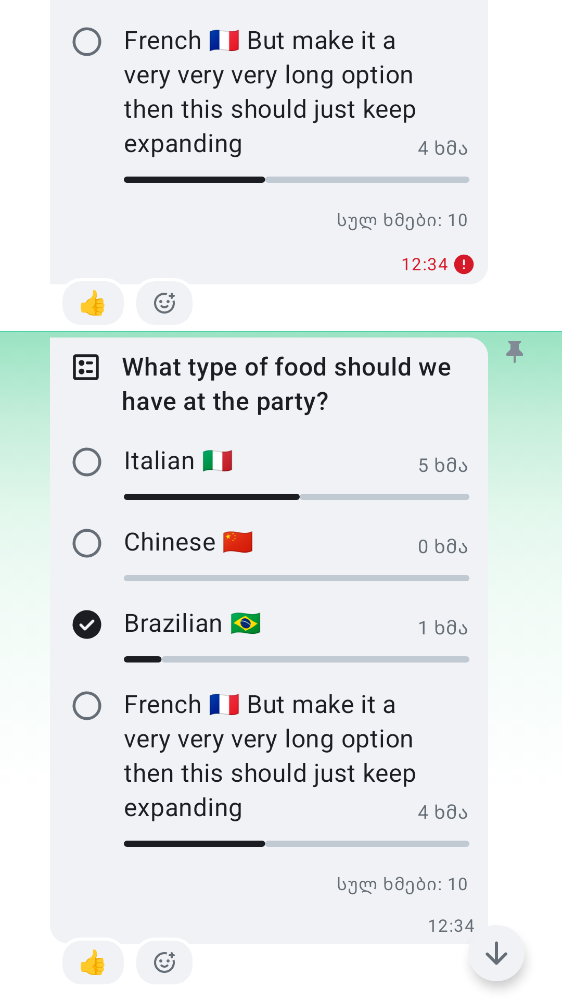 French 🇫🇷 But make it a
very very very long option
then this should just keep
expanding
4 ხმა
სულ ხმები: 10
12:34
What type of food should we
have at the party?
Italian 🇮🇹
5 ხმა
Chinese 🇨🇳
0 ხმა
Brazilian 🇧🇷
1 ხმა
French 🇫🇷 But make it a
very very very long option
then this should just keep
expanding
4 ხმა
სულ ხმები: 10
12:34